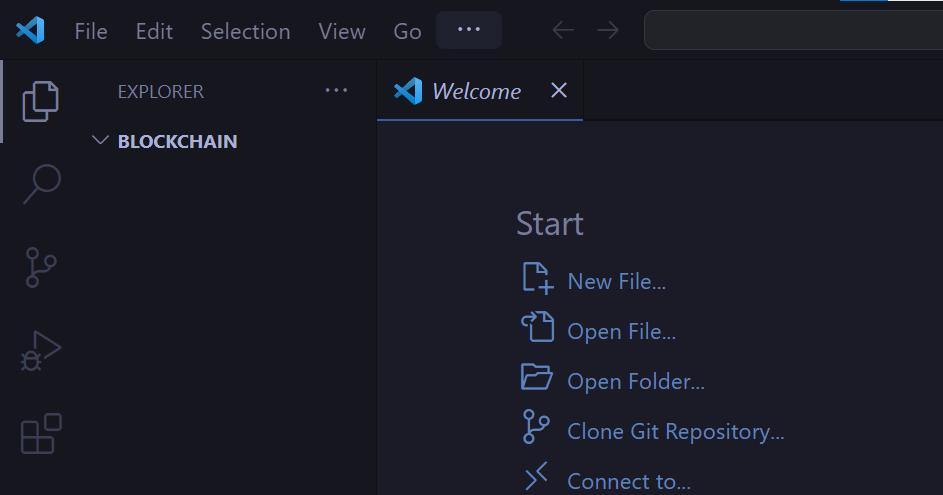 File Edit Selection View Go ...
EXPLORER ...
Welcome
BLOCKCHAIN
Start
New File...
Open File...
Open Folder...
Clone Git Repository...
Connect to...